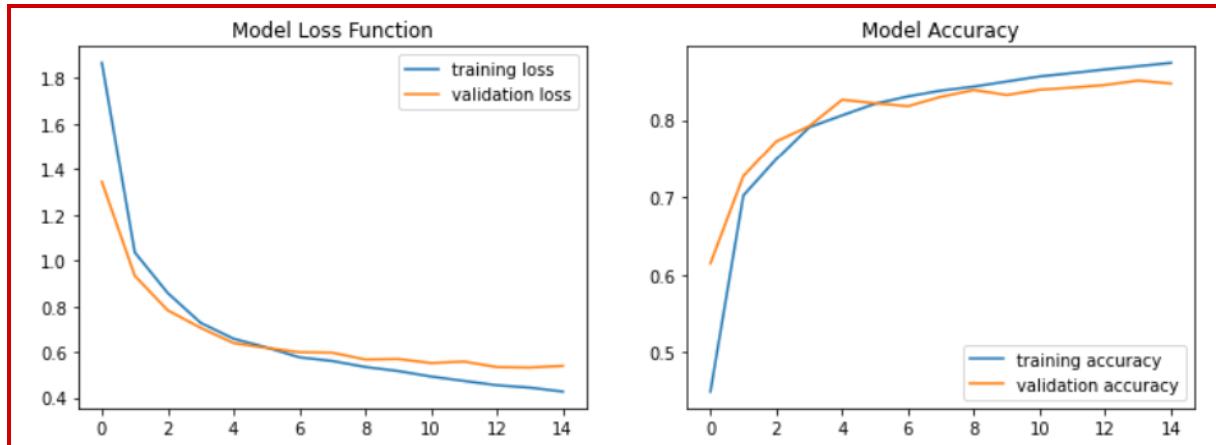 Model Loss Function
1.8
1.6
1.4
1.2
1.0
0.8
0.6
0.4
0 2 4 6 8 10 12 14
training loss
validation loss
Model Accuracy
0.8
0.7
0.6
0.5
0 2 4 6 8 10 12 14
training accuracy
validation accuracy